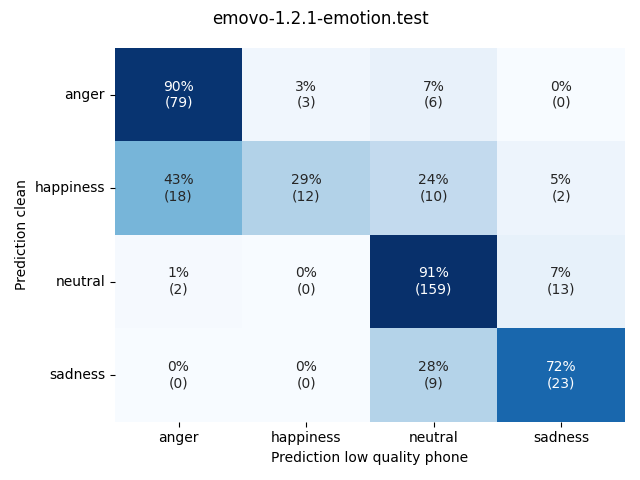 emovo-1.2.1-emotion.test
Prediction clean
anger
90% 3% 7% 0%
(79) (3) (6) (0)
happiness
43% 29% 24% 5%
(18) (12) (10) (2)
neutral
1% 0% 91% 7%
(2) (0) (159) (13)
sadness
0% 0% 28% 72%
(0) (0) (9) (23)
anger happiness neutral sadness
Prediction low quality phone